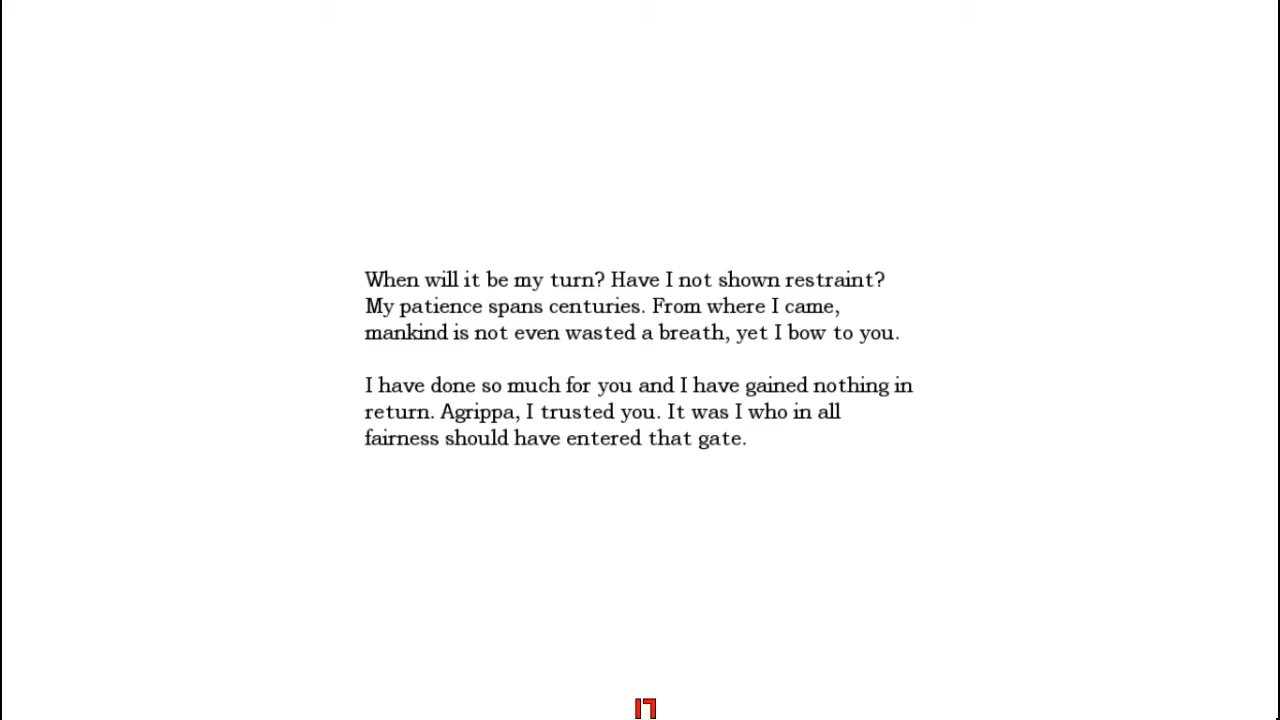 When will it be my turn? Have I not shown restraint?
My patience spans centuries. From where I came,
mankind is not even wasted a breath, yet I bow to you.
I have done so much for you and I have gained nothing in
return. Agrippa, I trusted you. It was I who in all
fairness should have entered that gate.
17